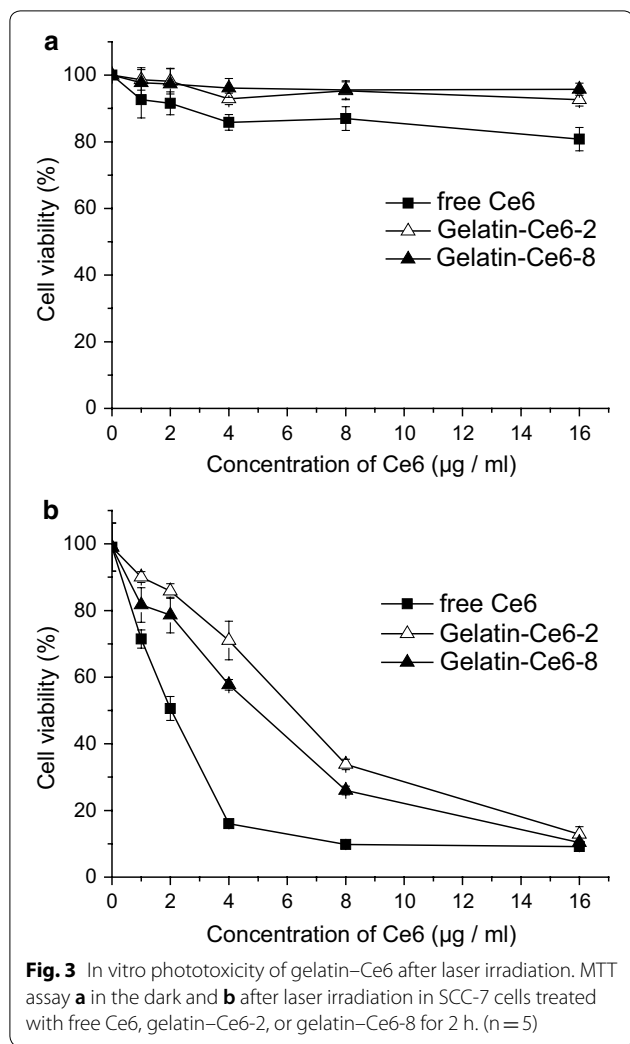 a
100
80
60
40
20
0
Cell viability (%)
free Ce6
Gelatin-Ce6-2
Gelatin-Ce6-8
0 2 4 6 8 10 12 14 16
Concentration of Ce6 (µg / ml)
b
100
80
60
40
20
0
Cell viability (%)
free Ce6
Gelatin-Ce6-2
Gelatin-Ce6-8
0 2 4 6 8 10 12 14 16
Concentration of Ce6 (µg / ml)
Fig. 3 In vitro phototoxicity of gelatin–Ce6 after laser irradiation. MTT
assay a in the dark and b after laser irradiation in SCC-7 cells treated
with free Ce6, gelatin–Ce6-2, or gelatin–Ce6-8 for 2 h. (n = 5)